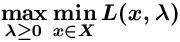 max min L(x, λ)
λ≥0 x∈X